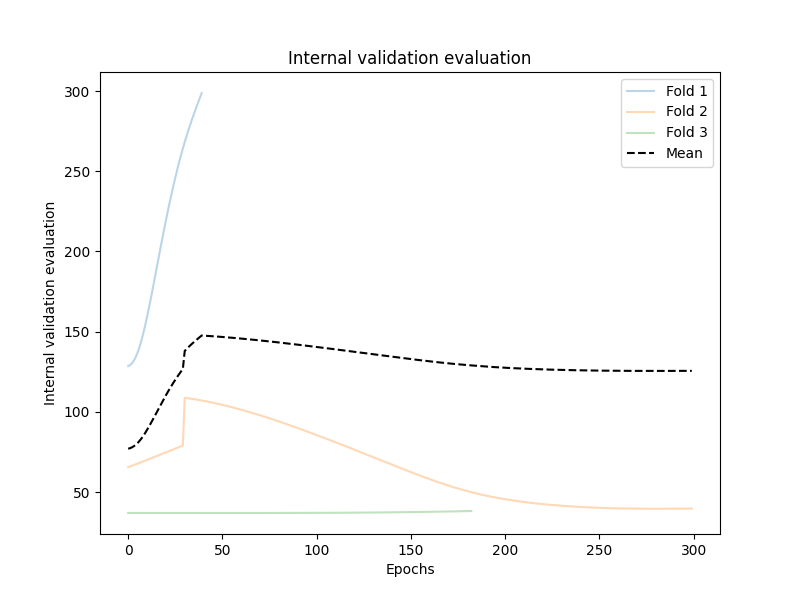 Internal validation evaluation
Fold 1
Fold 2
Fold 3
Mean
300
250
200
150
100
50
Internal validation evaluation
0
50
100
150
200
250
300
Epochs